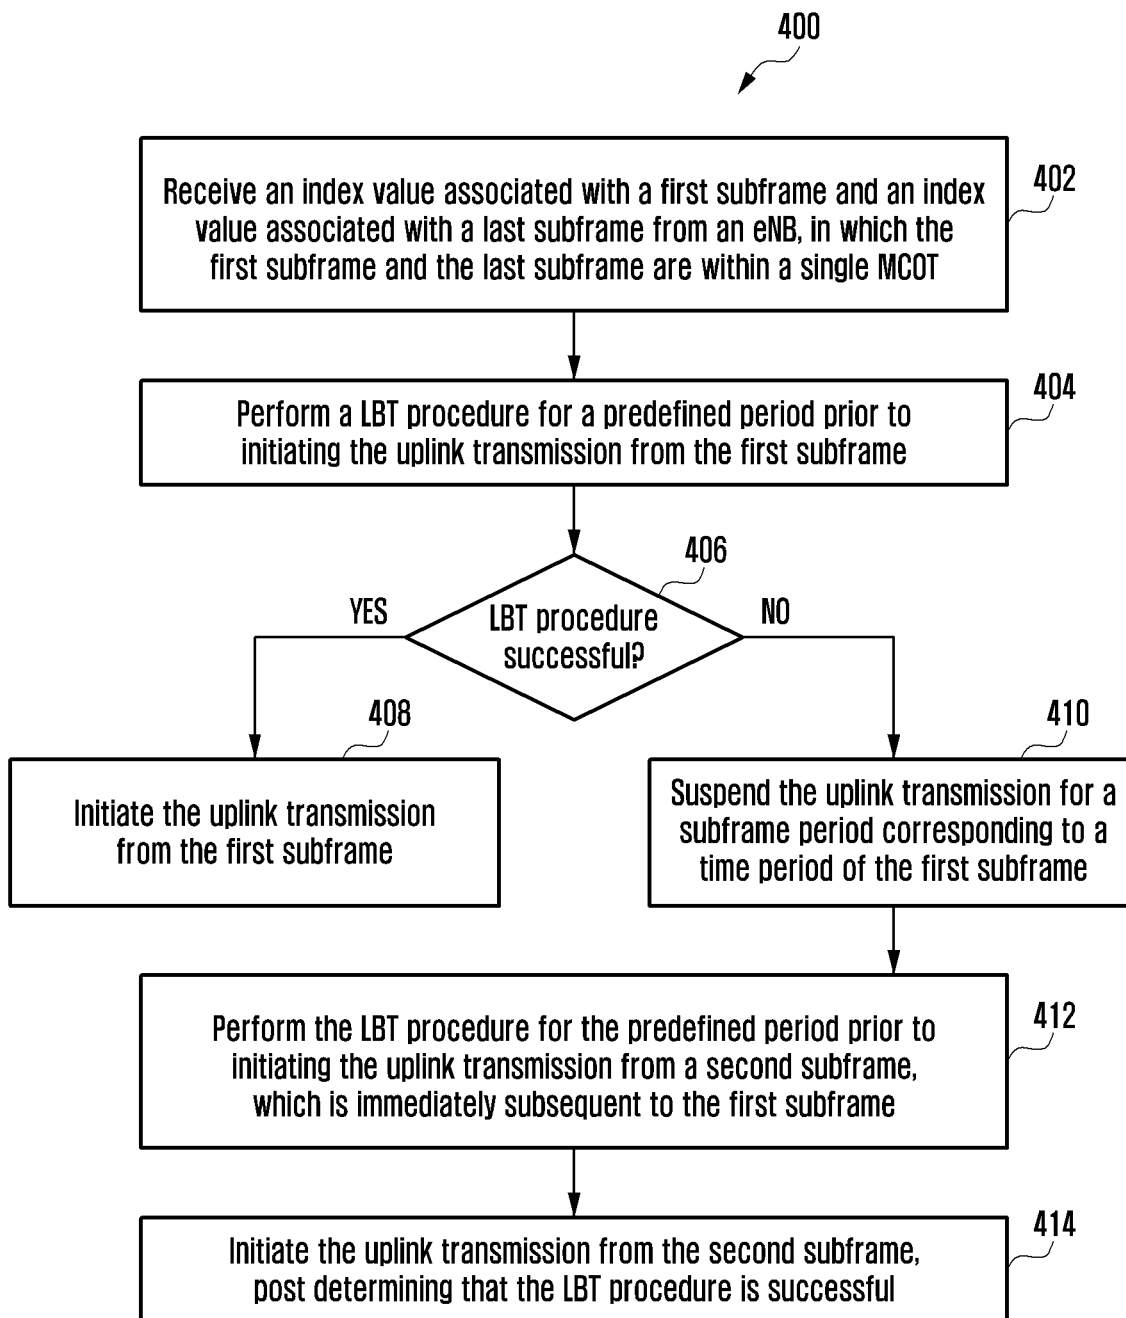 400
Receive an index value associated with a first subframe and an index
value associated with a last subframe from an eNB, in which the
first subframe and the last subframe are within a single MCOT
402
Perform a LBT procedure for a predefined period prior to
initiating the uplink transmission from the first subframe
404
406
LBT procedure
successful?
YES
NO
408
Initiate the uplink transmission
from the first subframe
410
Suspend the uplink transmission for a
subframe period corresponding to a
time period of the first subframe
Perform the LBT procedure for the predefined period prior to
initiating the uplink transmission from a second subframe,
which is immediately subsequent to the first subframe
412
Initiate the uplink transmission from the second subframe,
post determining that the LBT procedure is successful
414